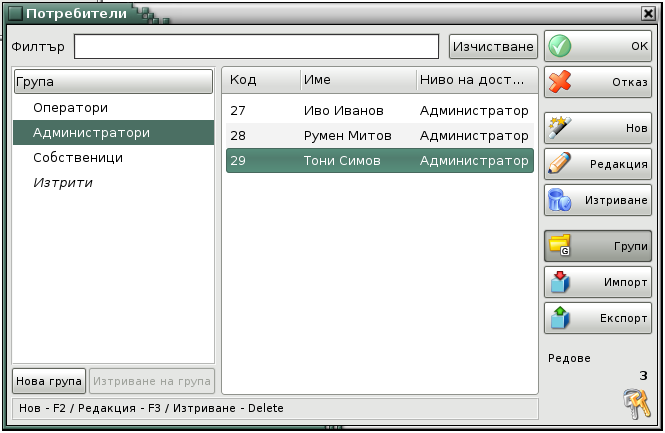 Потребители
Филтър
Изчистване
Група
Оператори
Администратори
Собственици
Изтрити
Нова група
Изтриване на група
Код Име Ниво на дост...
27 Иво Иванов Администратор
28 Румен Митов Администратор
29 Тони Симов Администратор
OK
Отказ
Нов
Редакция
Изтриване
G Групи
Импорт
Експорт
Редове
3
Нов - F2 / Редакция - F3 / Изтриване - Delete